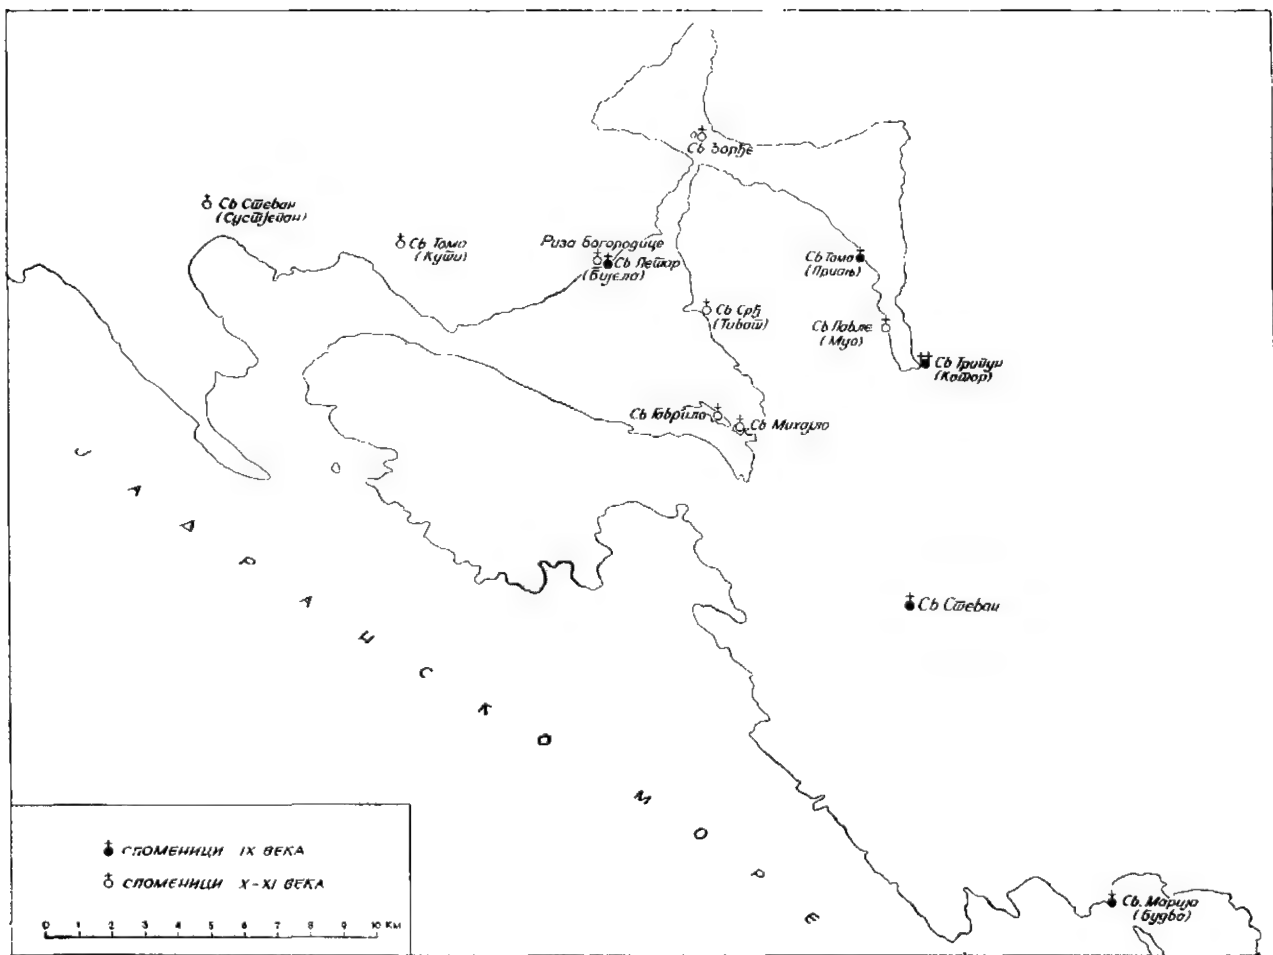 Св Ђорђе
Св Стеван
(Сустјепан)
Св Тома
(Кути)
Риза Богородице
Св Петар
(Бијела)
Св Тома
(Прчањ)
Св Срђ
(Тиват)
Св Павле
(Муо)
Св Трипун
(Котор)
Св Гаврило
Св Михајло
ЈАДРАНСКО МОРЕ
Св Стеван
СПОМЕНИЦИ IX ВЕКА
СПОМЕНИЦИ X-XI ВЕКА
0 1 2 3 4 5 6 7 8 9 10 Км
Св. Марија
(Будва)